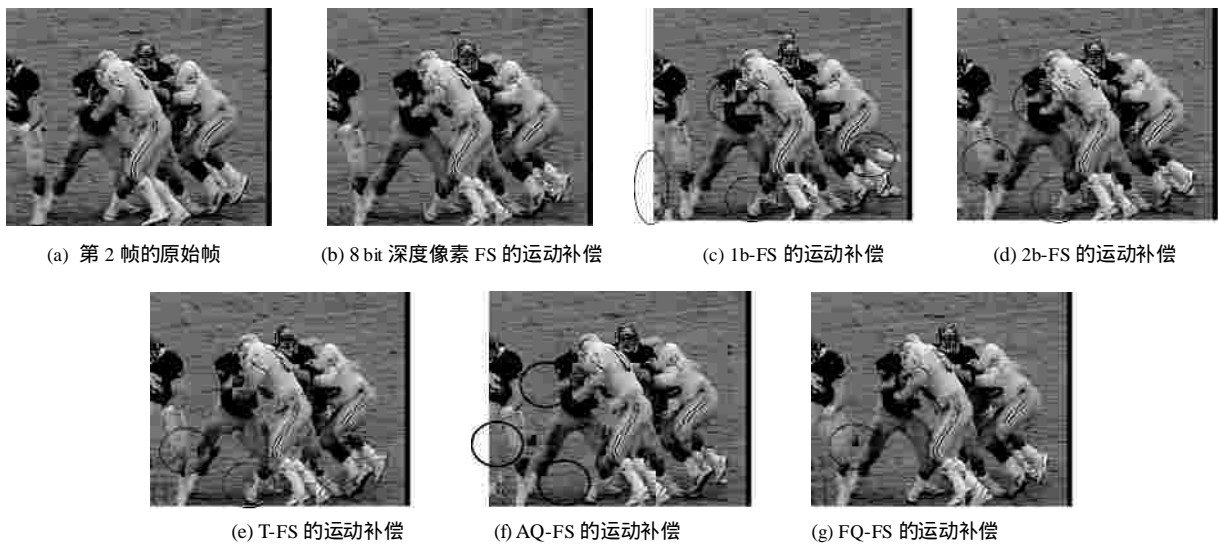 (a) 第 2 帧的原始帧
(b) 8 bit 深度像素 FS 的运动补偿
(c) 1b-FS 的运动补偿
(d) 2b-FS 的运动补偿
(e) T-FS 的运动补偿
(f) AQ-FS 的运动补偿
(g) FQ-FS 的运动补偿